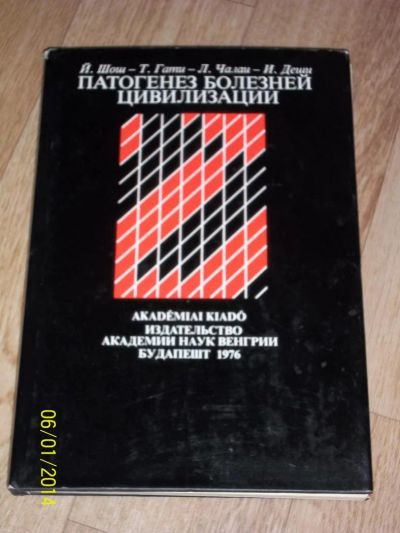 Й. Шош – Т. Гати – Л. Чалаи – И. Деши
ПАТОГЕНЕЗ БОЛЕЗНЕЙ
ЦИВИЛИЗАЦИИ
AKADÉMIAI KIADÓ
ИЗДАТЕЛЬСТВО
АКАДЕМИИ НАУК ВЕНГРИИ
БУДАПЕШТ 1976
06/01/2014